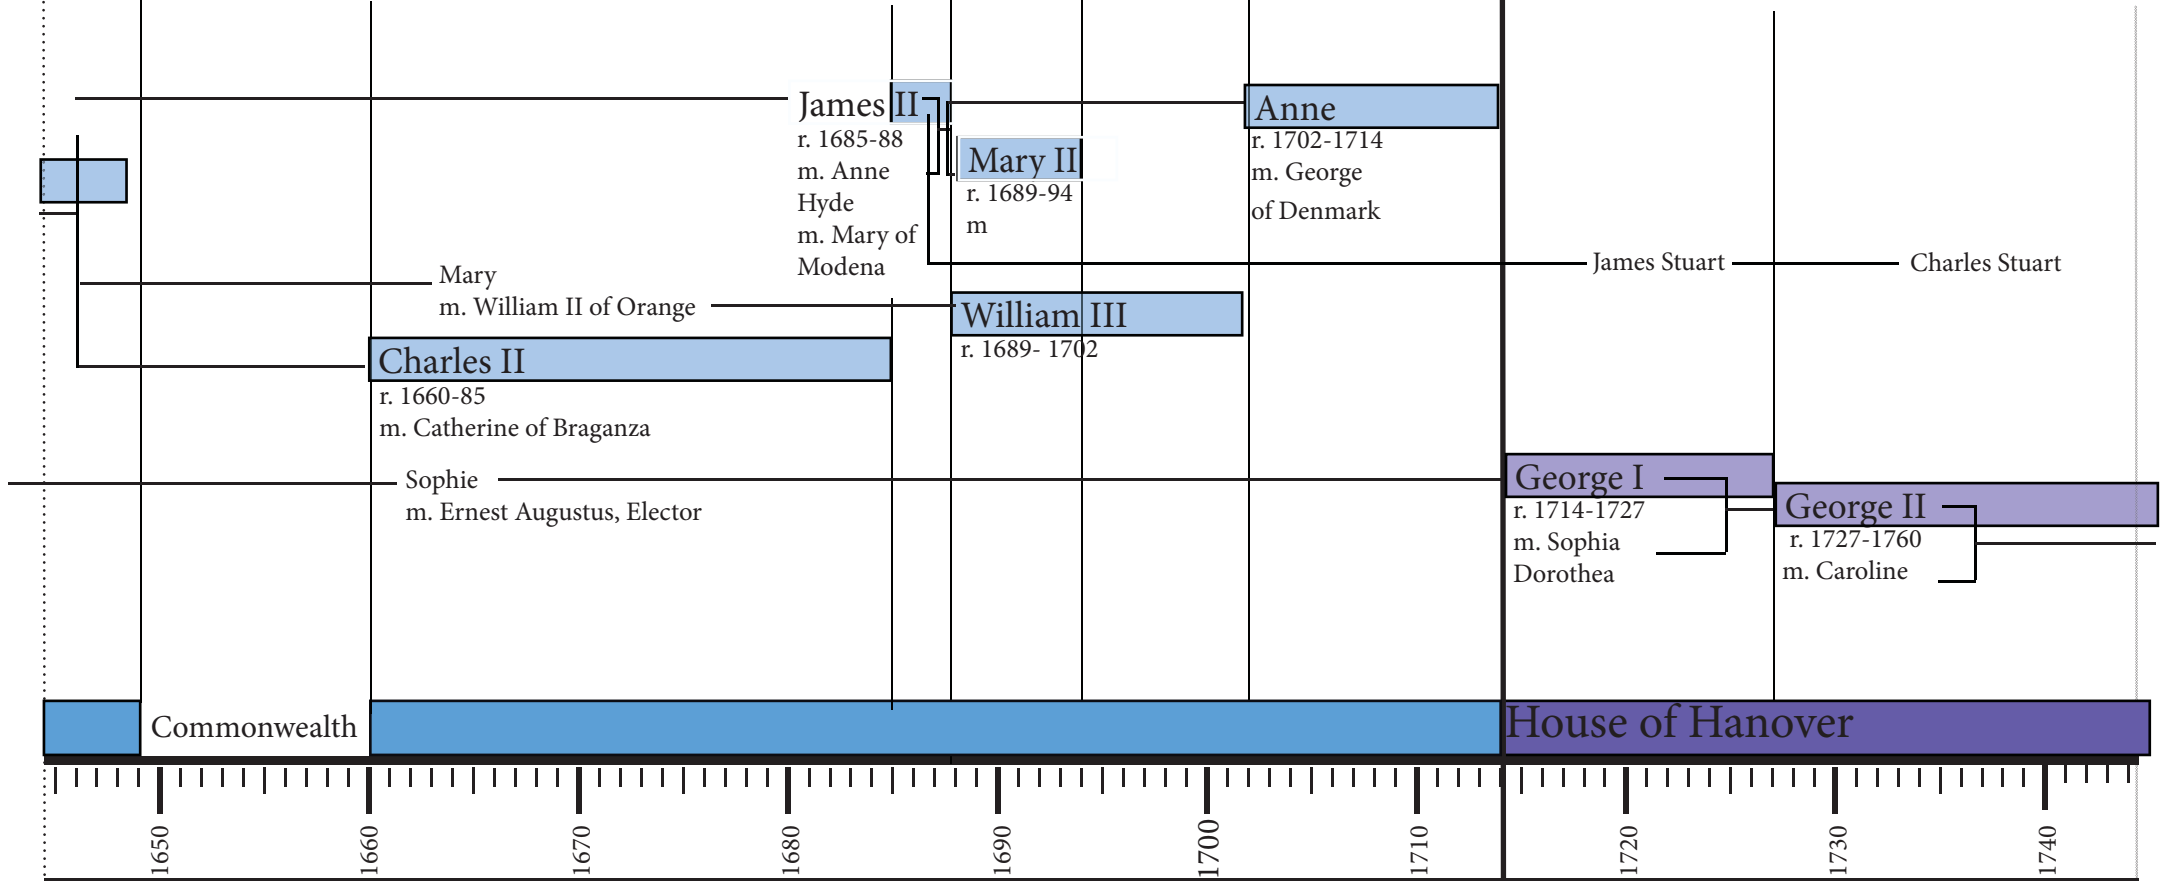 James II
r. 1685-88
m. Anne
Hyde
m. Mary of
Modena
Mary II
r. 1689-94
m
Anne
r. 1702-1714
m. George
of Denmark
James Stuart
Charles Stuart
Mary
m. William II of Orange
William III
r. 1689- 1702
Charles II
r. 1660-85
m. Catherine of Braganza
Sophie
m. Ernest Augustus, Elector
George I
r. 1714-1727
m. Sophia
Dorothea
George II
r. 1727-1760
m. Caroline
Commonwealth
House of Hanover
1650
1660
1670
1680
1690
1700
1710
1720
1730
1740